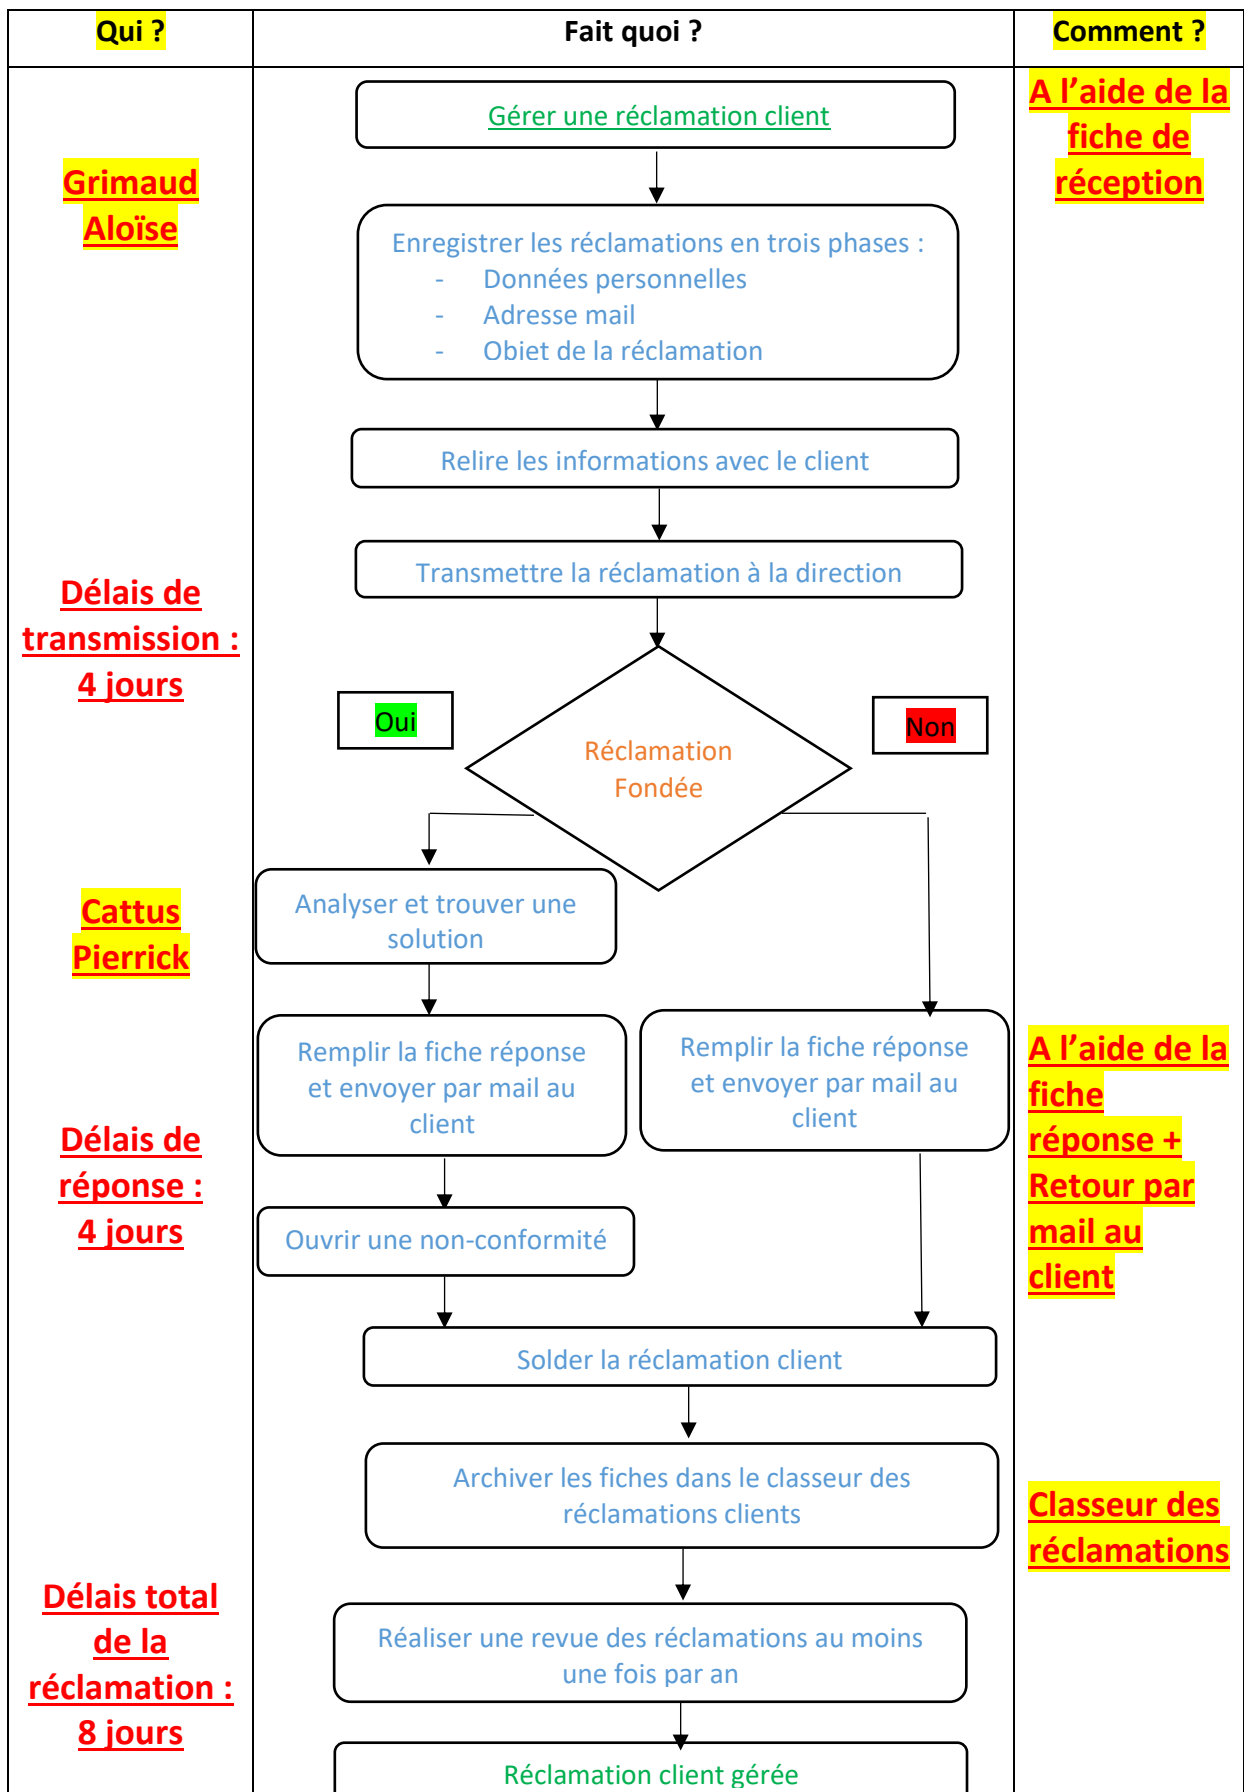 Qui ?
Fait quoi ?
Comment ?
Gérer une réclamation client
A l’aide de la
fiche de
réception
Grimaud
Aloïse
Enregistrer les réclamations en trois phases :
- Données personnelles
- Adresse mail
- Objet de la réclamation
Relire les informations avec le client
Transmettre la réclamation à la direction
Délais de
transmission :
4 jours
Oui
Non
Réclamation
Fondée
Cattus
Pierrick
Analyser et trouver une
solution
Remplir la fiche réponse
et envoyer par mail au
client
Remplir la fiche réponse
et envoyer par mail au
client
A l’aide de la
fiche
réponse +
Retour par
mail au
client
Délais de
réponse :
4 jours
Ouvrir une non-conformité
Solder la réclamation client
Archiver les fiches dans le classeur des
réclamations clients
Classeur des
réclamations
Délais total
de la
réclamation :
8 jours
Réaliser une revue des réclamations au moins
une fois par an
Réclamation client gérée